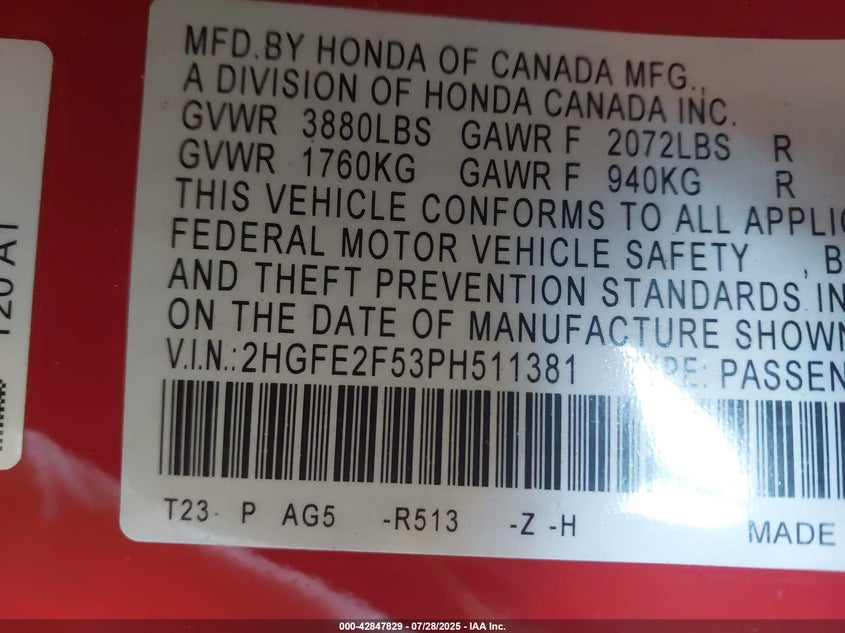 MFD.BY HONDA OF CANADA MFG.,
A DIVISION OF HONDA CANADA INC.
GVWR 3880LBS GAWR F 2072LBS R
GVWR 1760KG GAWR F 940KG R
THIS VEHICLE CONFORMS TO ALL APPLIC
FEDERAL MOTOR VEHICLE SAFETY , B
AND THEFT PREVENTION STANDARDS IN
ON THE DATE OF MANUFACTURE SHOWN
V.I.N.: 2HGFE2F53PH511381 PE: PASSEN
T23 P AG5 -R513 -Z -H MADE
000-42847829 / 07/28/2025 - IAA Inc.